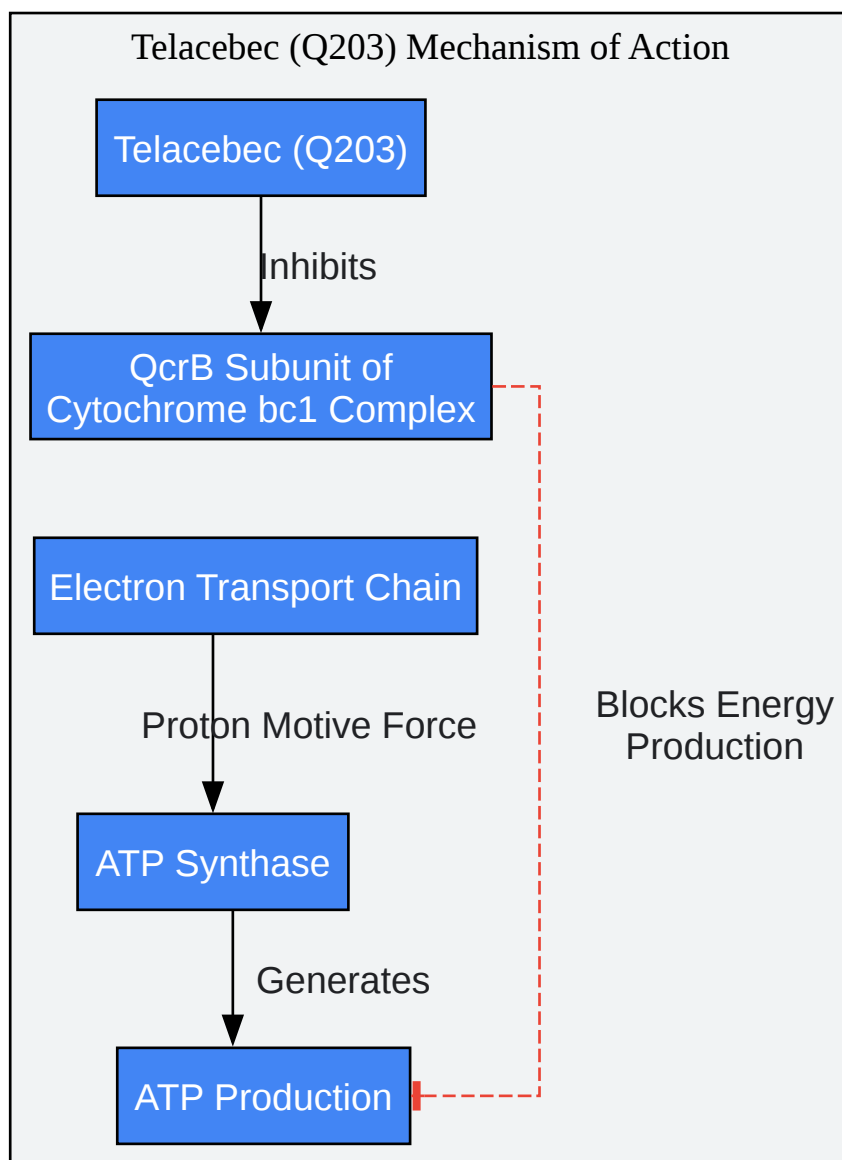 Telacebec (Q203) Mechanism of Action
Telacebec (Q203)
Inhibits
QcrB Subunit of
Cytochrome bc1 Complex
Electron Transport Chain
Proton Motive Force
Blocks Energy
Production
ATP Synthase
Generates
ATP Production